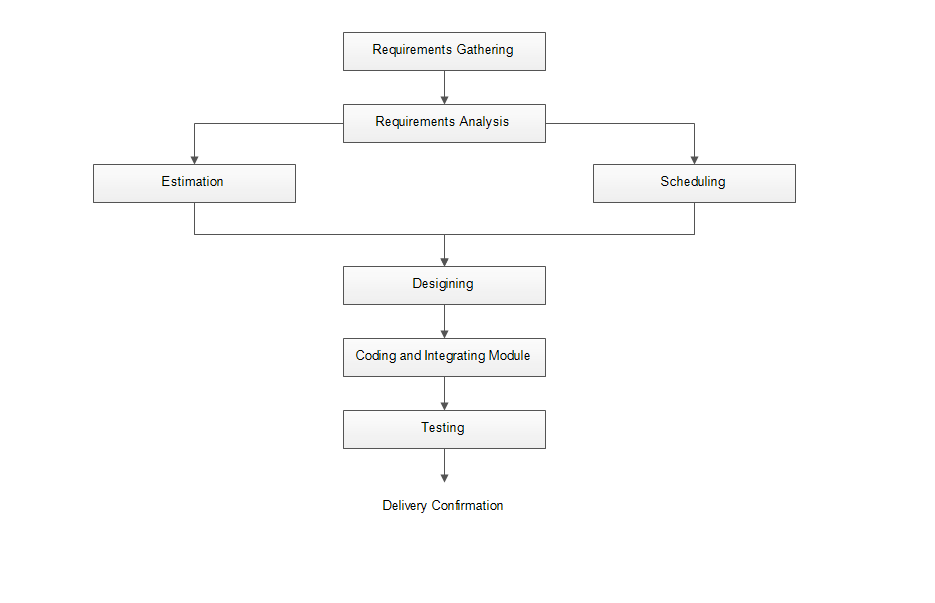 Requirements Gathering
Requirements Analysis
Estimation
Scheduling
Desigining
Coding and Integrating Module
Testing
Delivery Confirmation